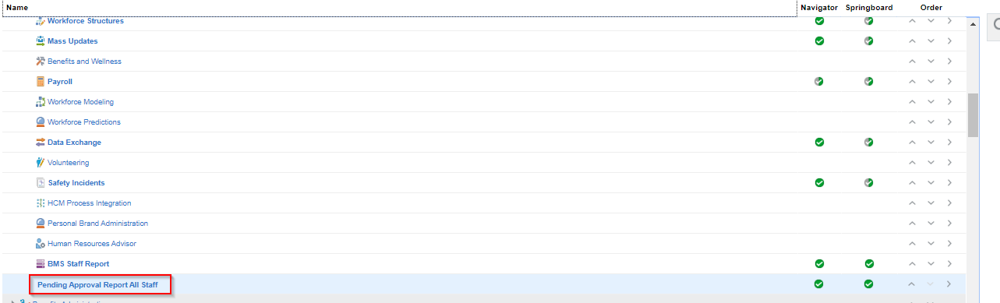 Name Navigator Springboard Order
Workforce Structures
Mass Updates
Benefits and Wellness
Payroll
Workforce Modeling
Workforce Predictions
Data Exchange
Volunteering
Safety Incidents
HCM Process Integration
Personal Brand Administration
Human Resources Advisor
BMS Staff Report
Pending Approval Report All Staff